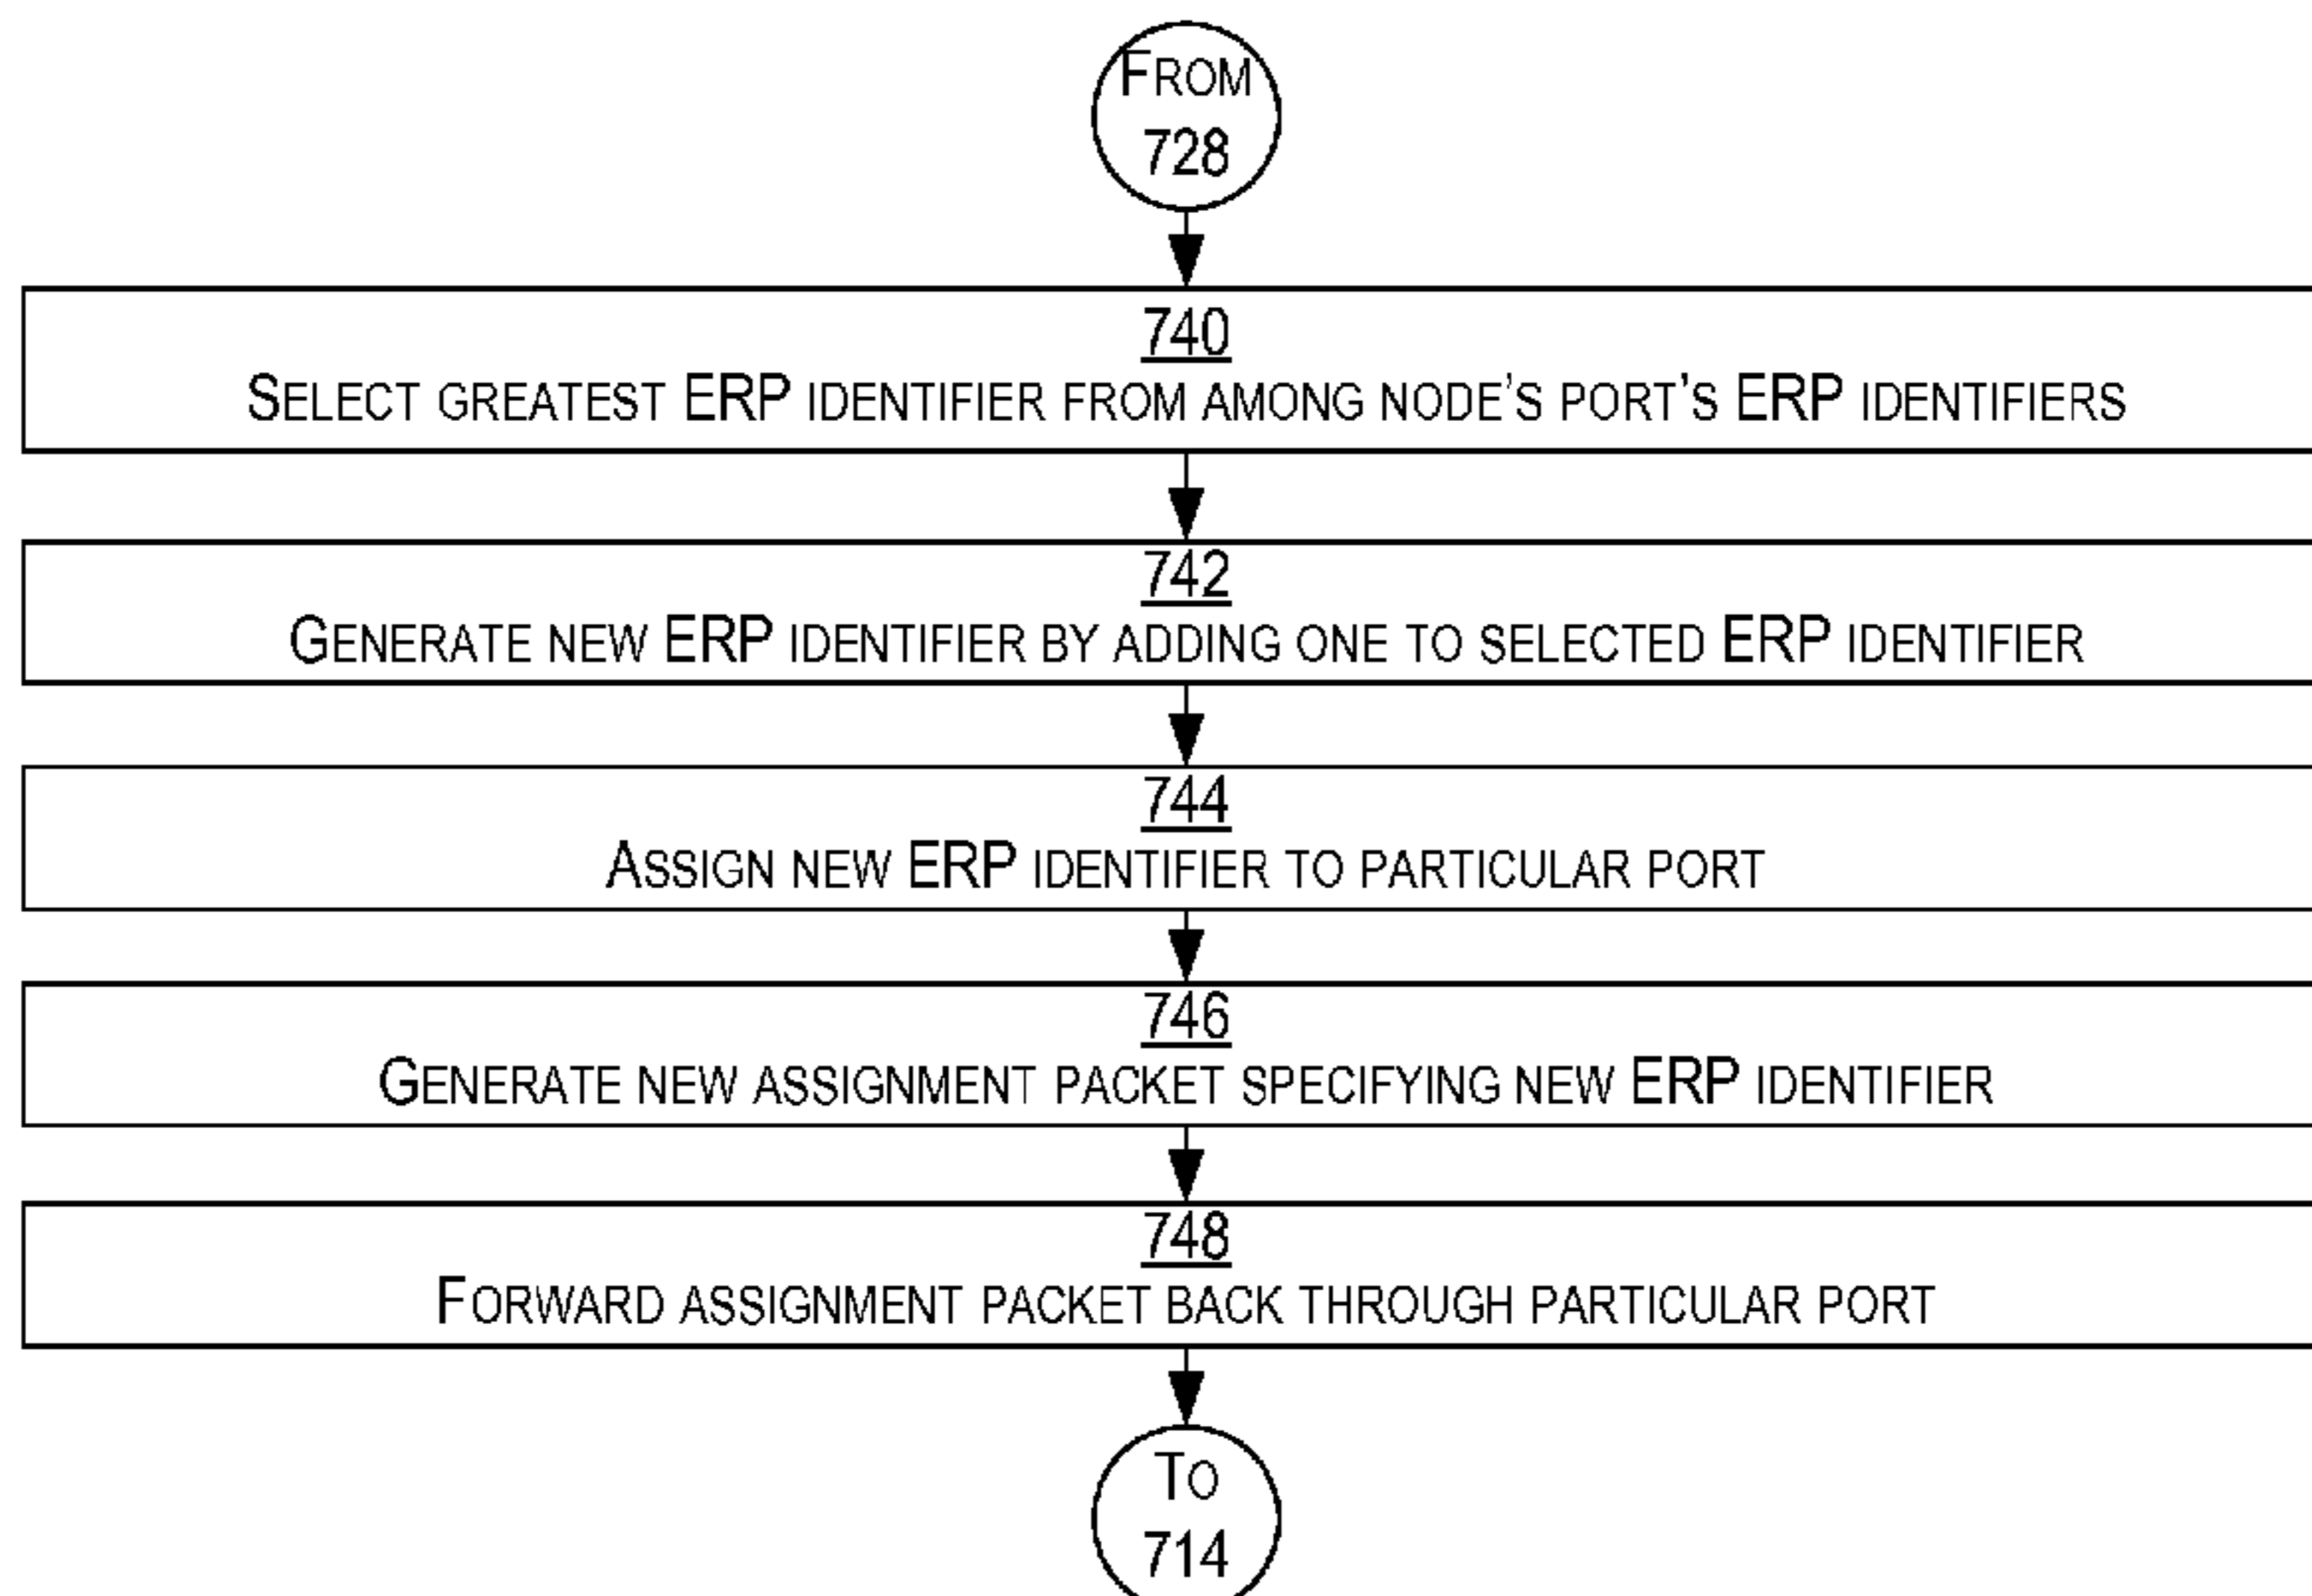 FROM
728
740
SELECT GREATEST ERP IDENTIFIER FROM AMONG NODE'S PORT'S ERP IDENTIFIERS
742
GENERATE NEW ERP IDENTIFIER BY ADDING ONE TO SELECTED ERP IDENTIFIER
744
ASSIGN NEW ERP IDENTIFIER TO PARTICULAR PORT
746
GENERATE NEW ASSIGNMENT PACKET SPECIFYING NEW ERP IDENTIFIER
748
FORWARD ASSIGNMENT PACKET BACK THROUGH PARTICULAR PORT
TO
714